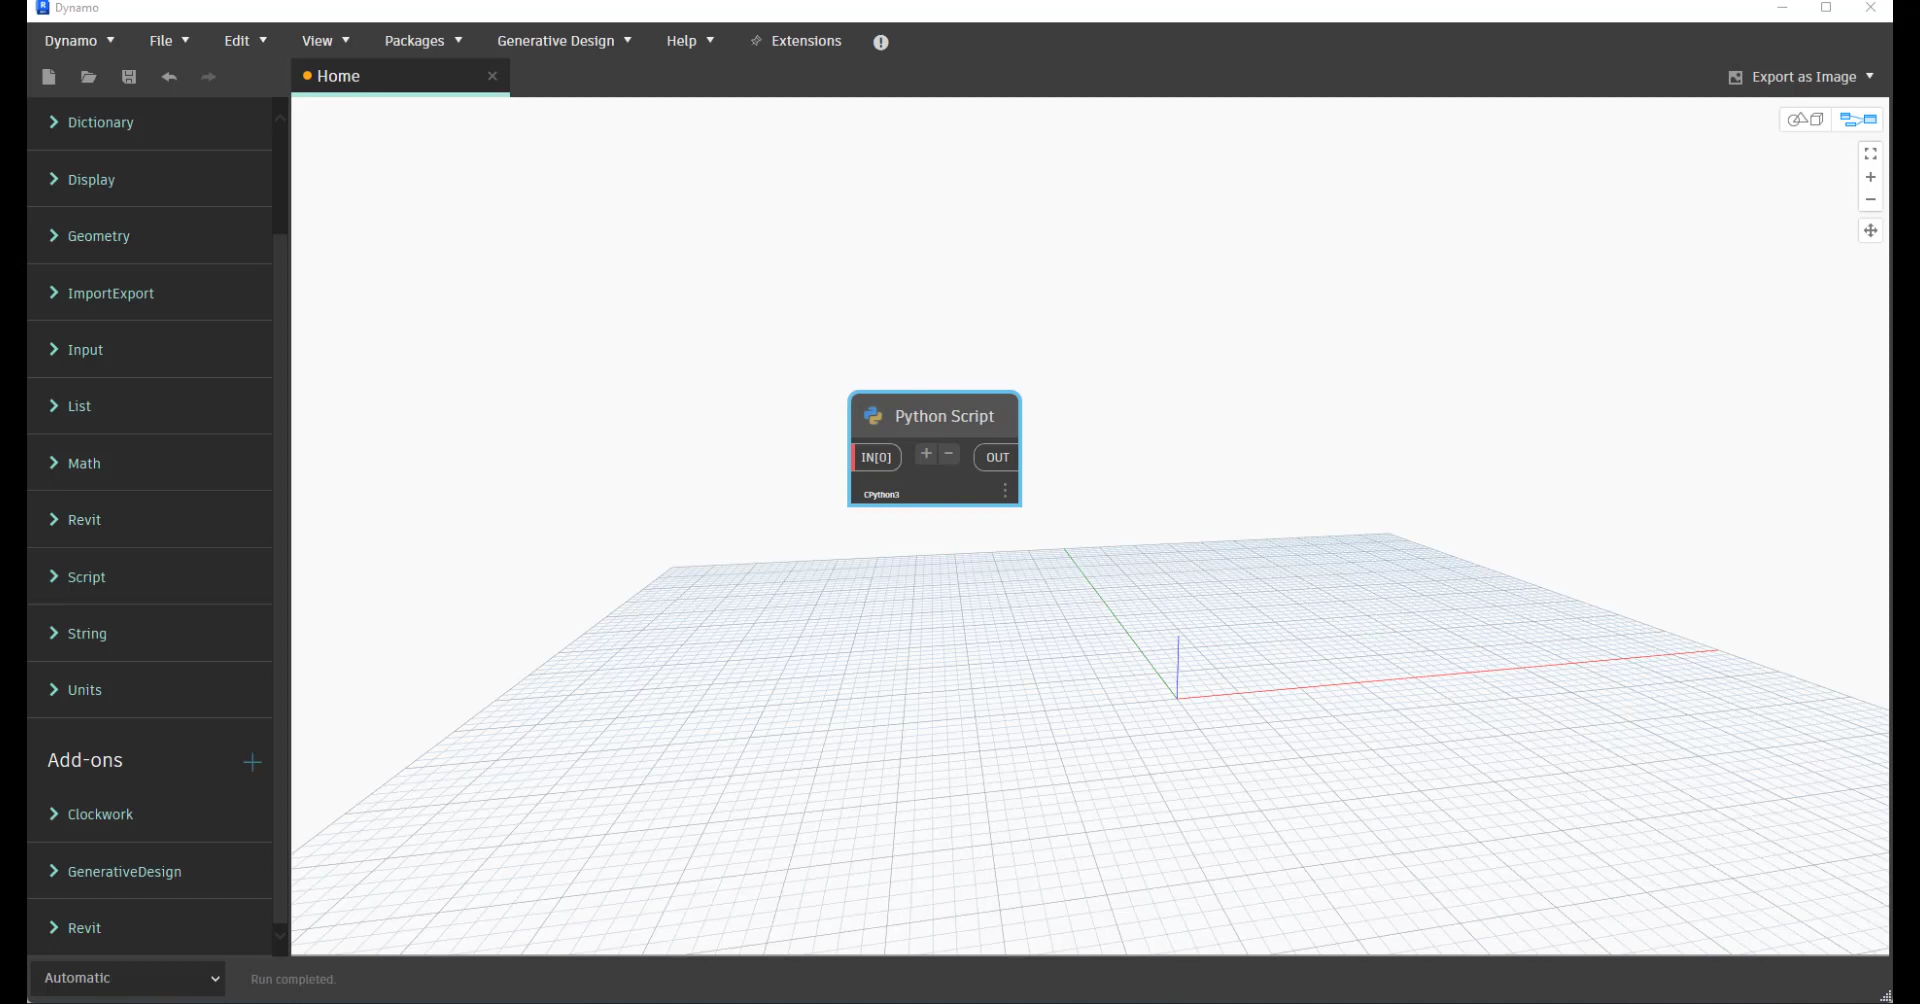 Dynamo
Dynamo File Edit View Packages Generative Design Help Extensions
Home
Export as Image
Dictionary
Display
Geometry
ImportExport
Input
List
Math
Revit
Script
String
Units
Add-ons
Clockwork
GenerativeDesign
Revit
Python Script
IN[0] + − OUT
CPython3
Automatic
Run completed.